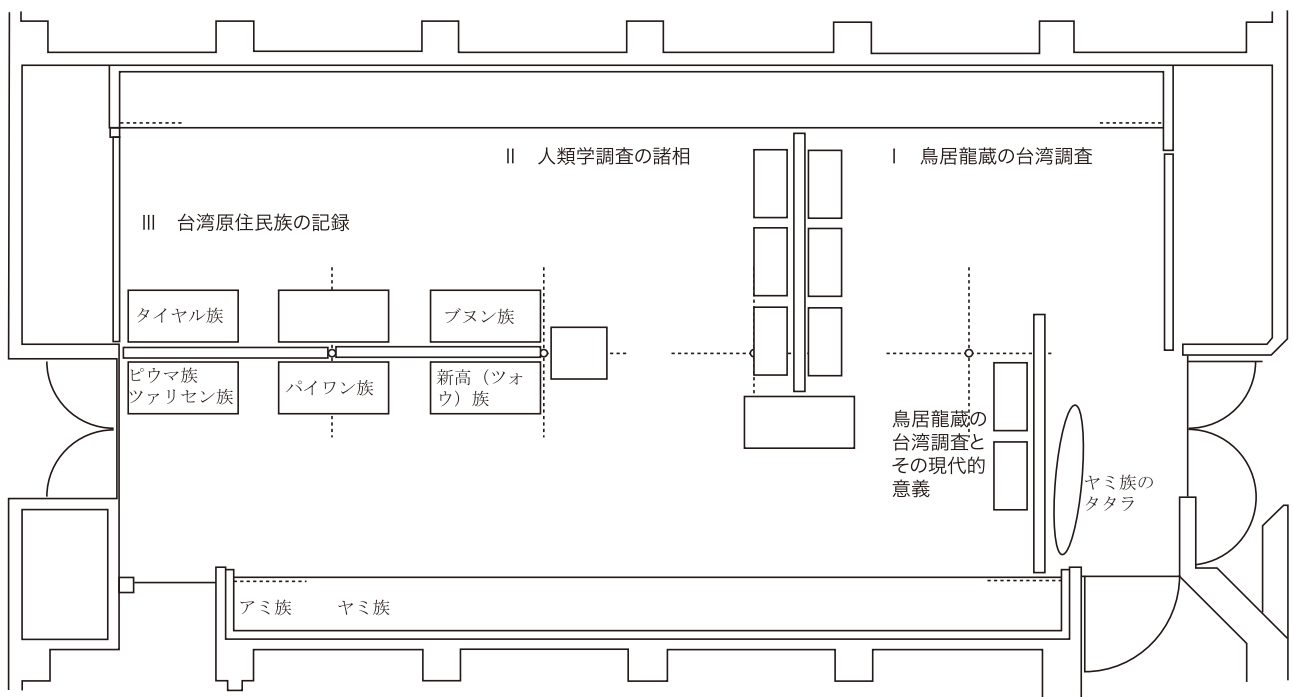 Ⅱ 人類学調査の諸相
Ⅰ 鳥居龍蔵の台湾調査
Ⅲ 台湾原住民族の記録
タイヤル族
ブヌン族
ピウマ族
ツァリセン族
パイワン族
新高（ツォ
ウ）族
鳥居龍蔵の
台湾調査と
その現代的
意義
ヤミ族の
タタラ
アミ族 ヤミ族